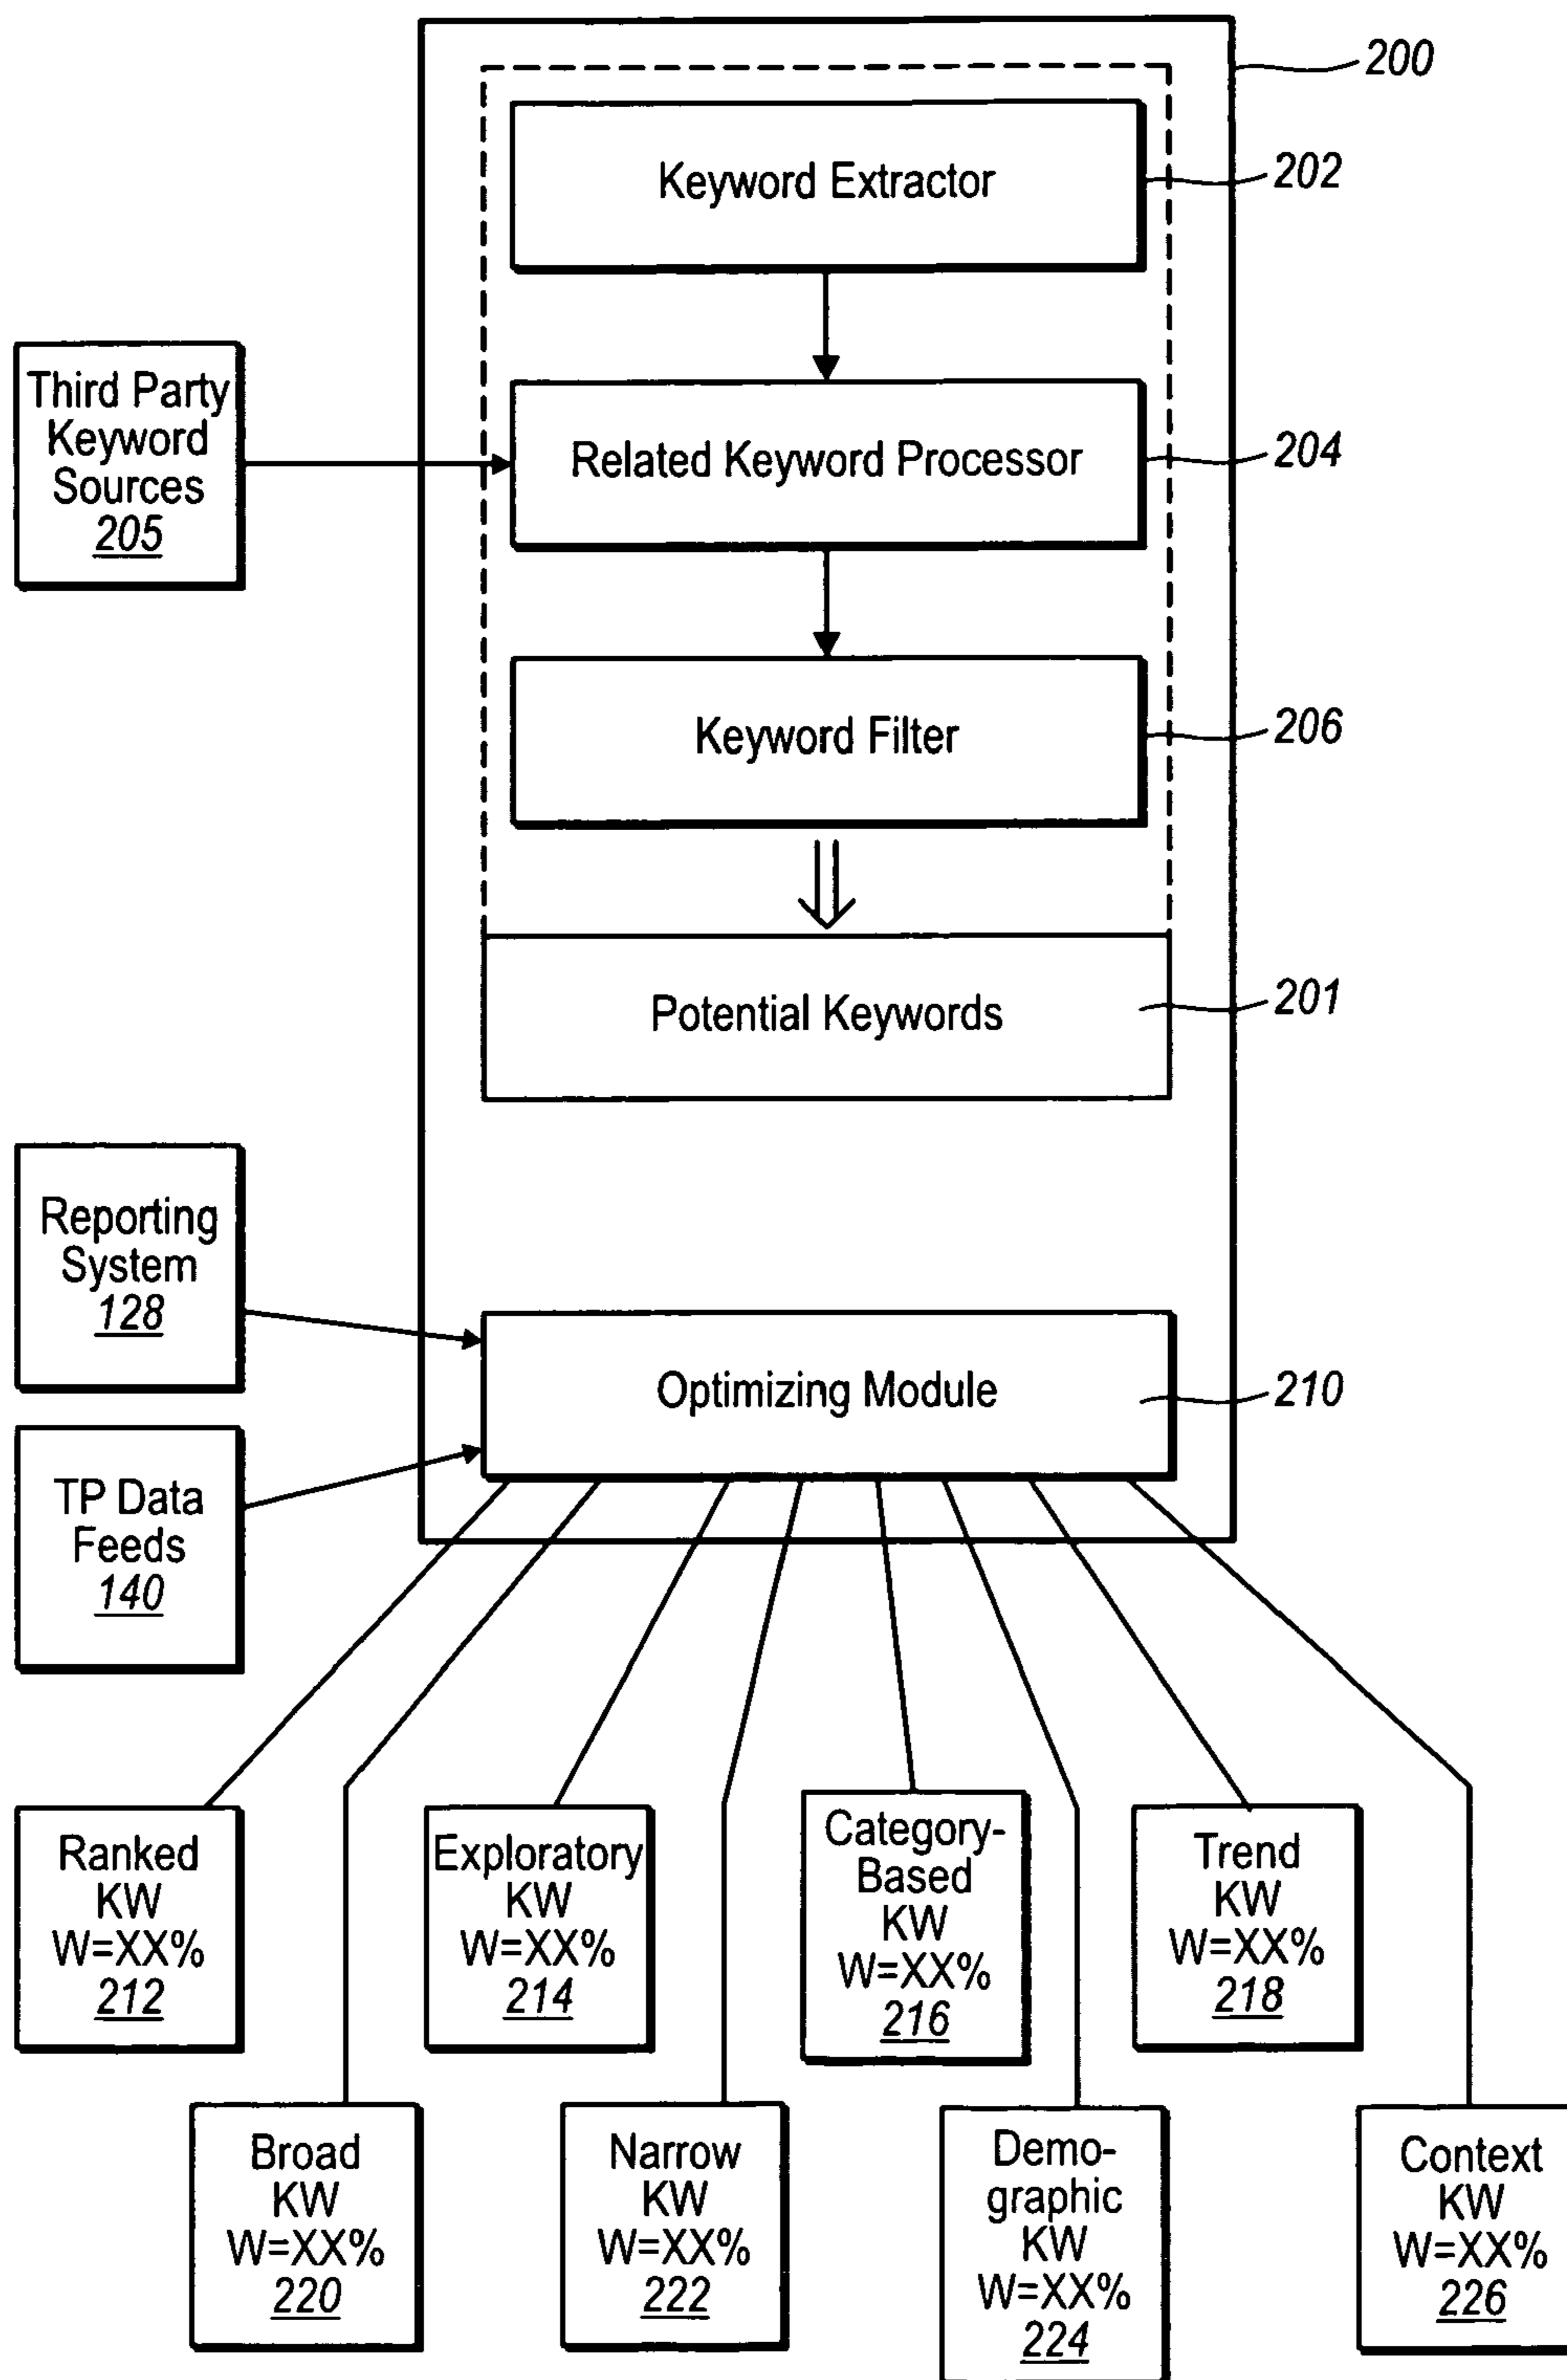 200
Keyword Extractor
202
Third Party
Keyword
Sources
205
Related Keyword Processor
204
Keyword Filter
206
Potential Keywords
201
Reporting
System
128
Optimizing Module
210
TP Data
Feeds
140
Ranked
KW
W=XX%
212
Exploratory
KW
W=XX%
214
Category-
Based
KW
W=XX%
216
Trend
KW
W=XX%
218
Broad
KW
W=XX%
220
Narrow
KW
W=XX%
222
Demo-
graphic
KW
W=XX%
224
Context
KW
W=XX%
226